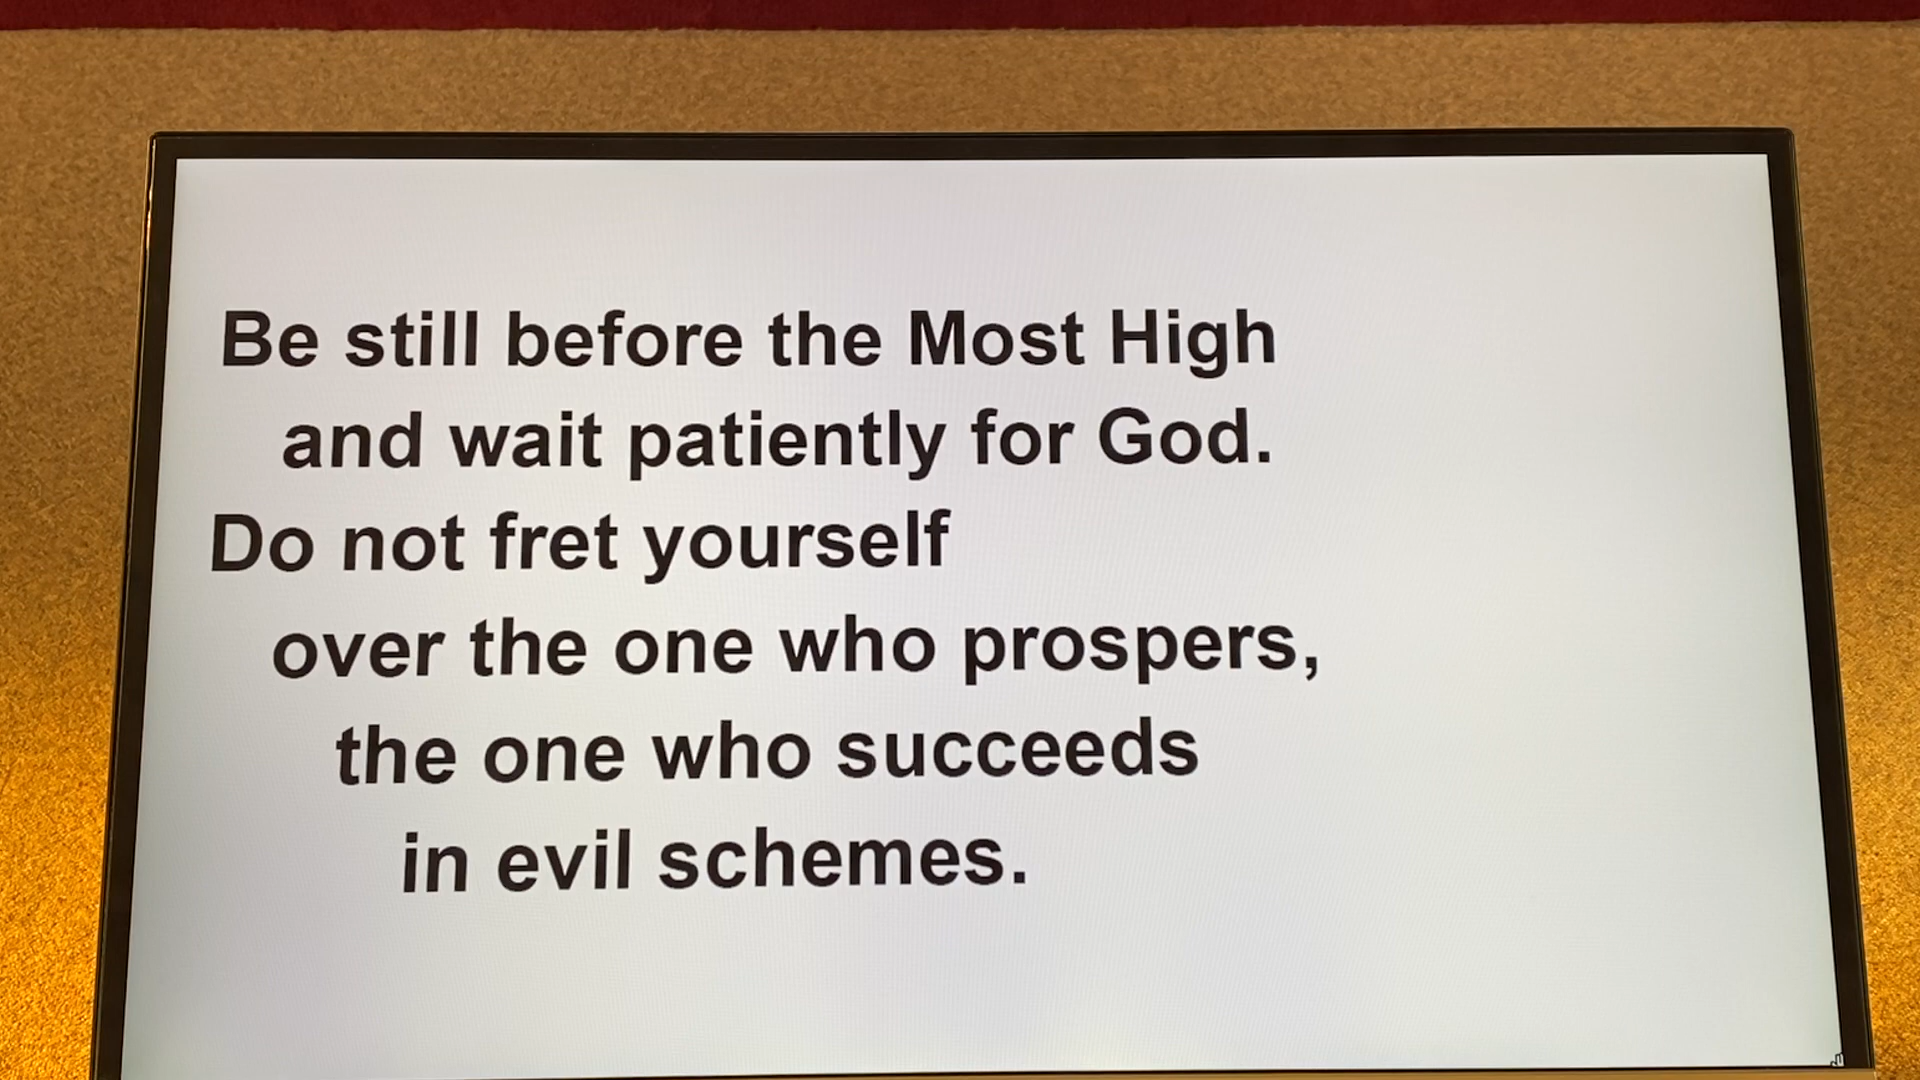 Be still before the Most High
and wait patiently for God.
Do not fret yourself
over the one who prospers,
the one who succeeds
in evil schemes.